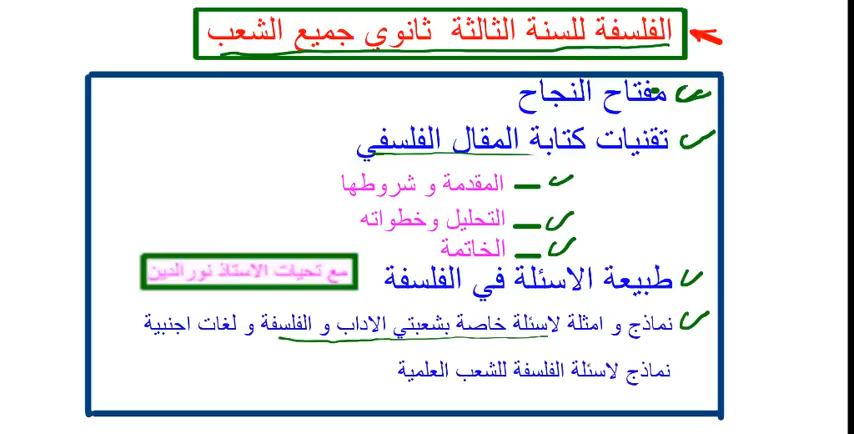 الفلسفة للسنة الثالثة ثانوي جميع الشعب
مفتاح النجاح
تقنيات كتابة المقال الفلسفي
المقدمة و شروطها
التحليل وخطواته
الخاتمة
طبيعة الاسئلة في الفلسفة
مع تحيات الاستاذ نورالدين
نماذج و امثلة لاسئلة خاصة بشعبتي الاداب و الفلسفة و لغات اجنبية
نماذج لاسئلة الفلسفة للشعب العلمية